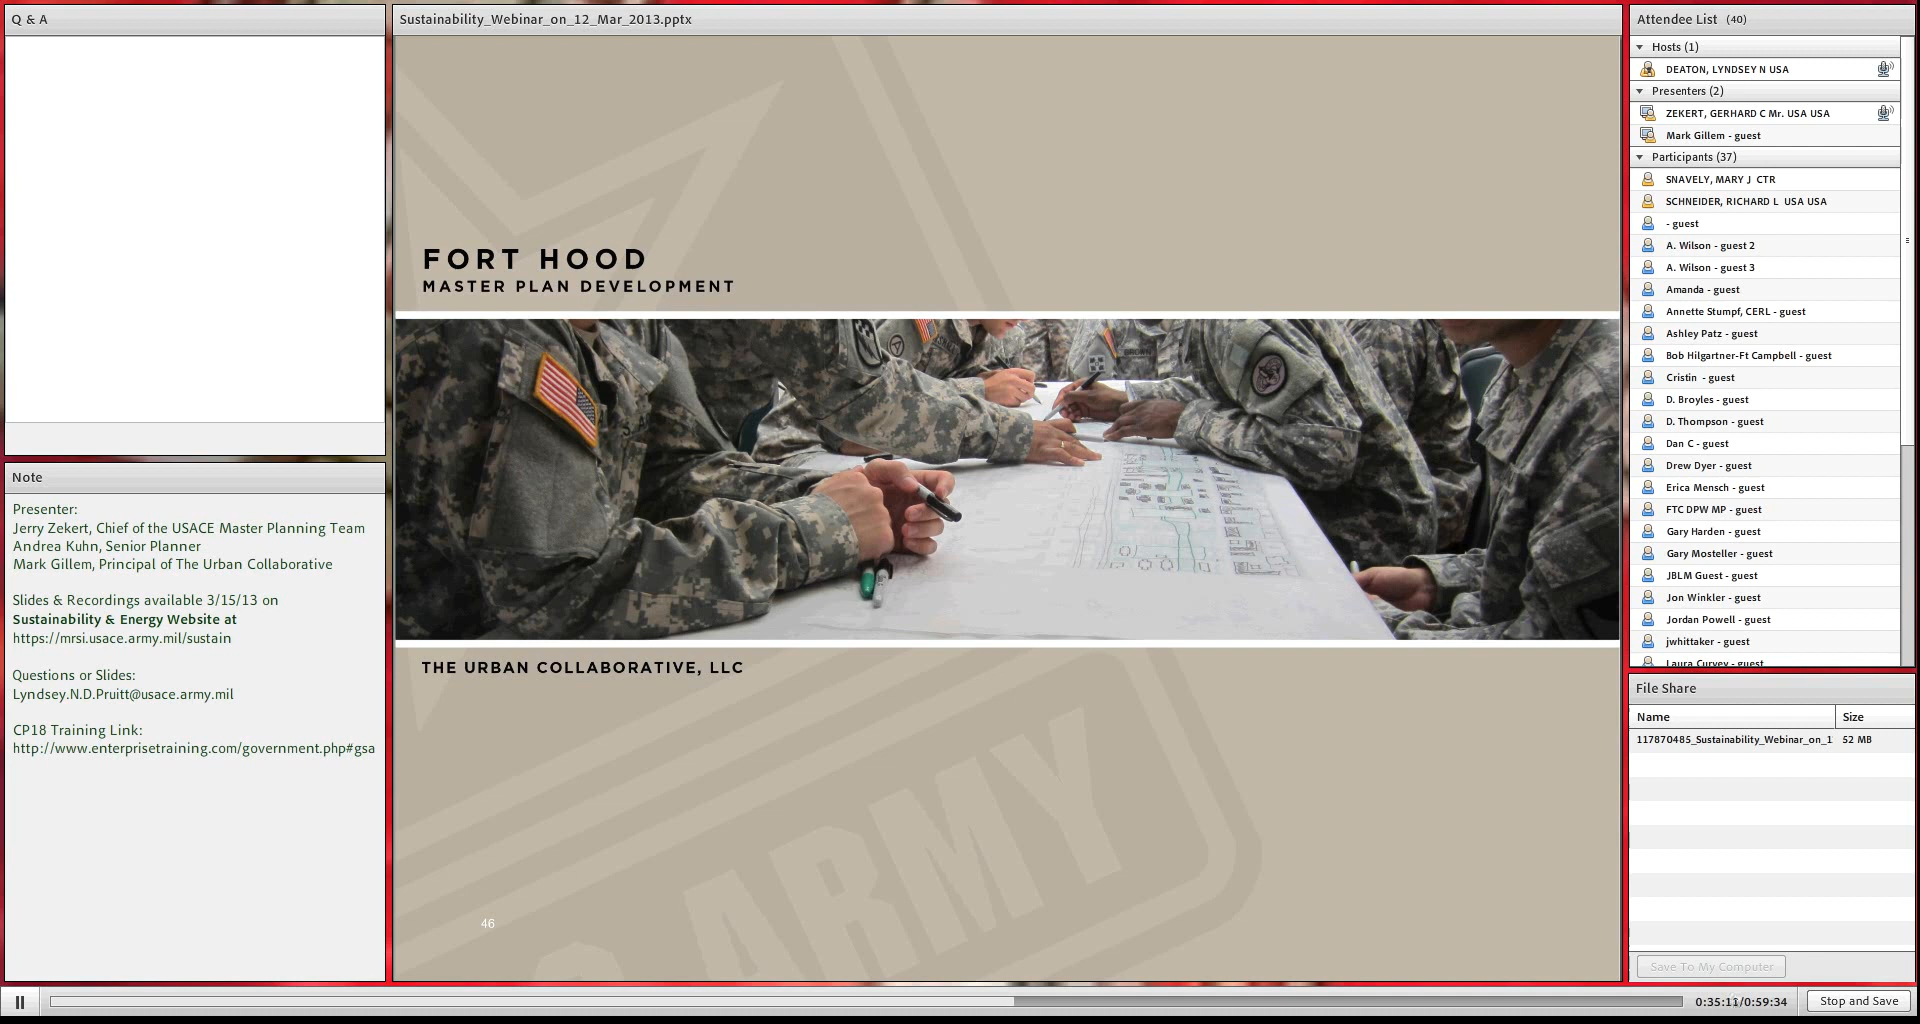 Q & A
Sustainability_Webinar_on_12_Mar_2013.pptx
FORT HOOD
MASTER PLAN DEVELOPMENT
BROWN
THE URBAN COLLABORATIVE, LLC
ARMY
46
Note
Presenter:
Jerry Zekert, Chief of the USACE Master Planning Team
Andrea Kuhn, Senior Planner
Mark Gillem, Principal of The Urban Collaborative
Slides & Recordings available 3/15/13 on
Sustainability & Energy Website at
https://mrsi.usace.army.mil/sustain
Questions or Slides:
Lyndsey.N.D.Pruitt@usace.army.mil
CP18 Training Link:
http://www.enterprisetraining.com/government.php#gsa
Attendee List (40)
Hosts (1)
DEATON, LYNDSEY N USA
Presenters (2)
ZEKERT, GERHARD C Mr. USA USA
Mark Gillem - guest
Participants (37)
SNAVELY, MARY J CTR
SCHNEIDER, RICHARD L USA USA
- guest
A. Wilson - guest 2
A. Wilson - guest 3
Amanda - guest
Annette Stumpf, CERL - guest
Ashley Patz - guest
Bob Hilgartner-Ft Campbell - guest
Cristin - guest
D. Broyles - guest
D. Thompson - guest
Dan C - guest
Drew Dyer - guest
Erica Mensch - guest
FTC DPW MP - guest
Gary Harden - guest
Gary Mosteller - guest
JBLM Guest - guest
Jon Winkler - guest
Jordan Powell - guest
jwhittaker - guest
Laura Curvey - guest
File Share
Name Size
117870485_Sustainability_Webinar_on_1 52 MB
Save To My Computer
0:35:11/0:59:34
Stop and Save